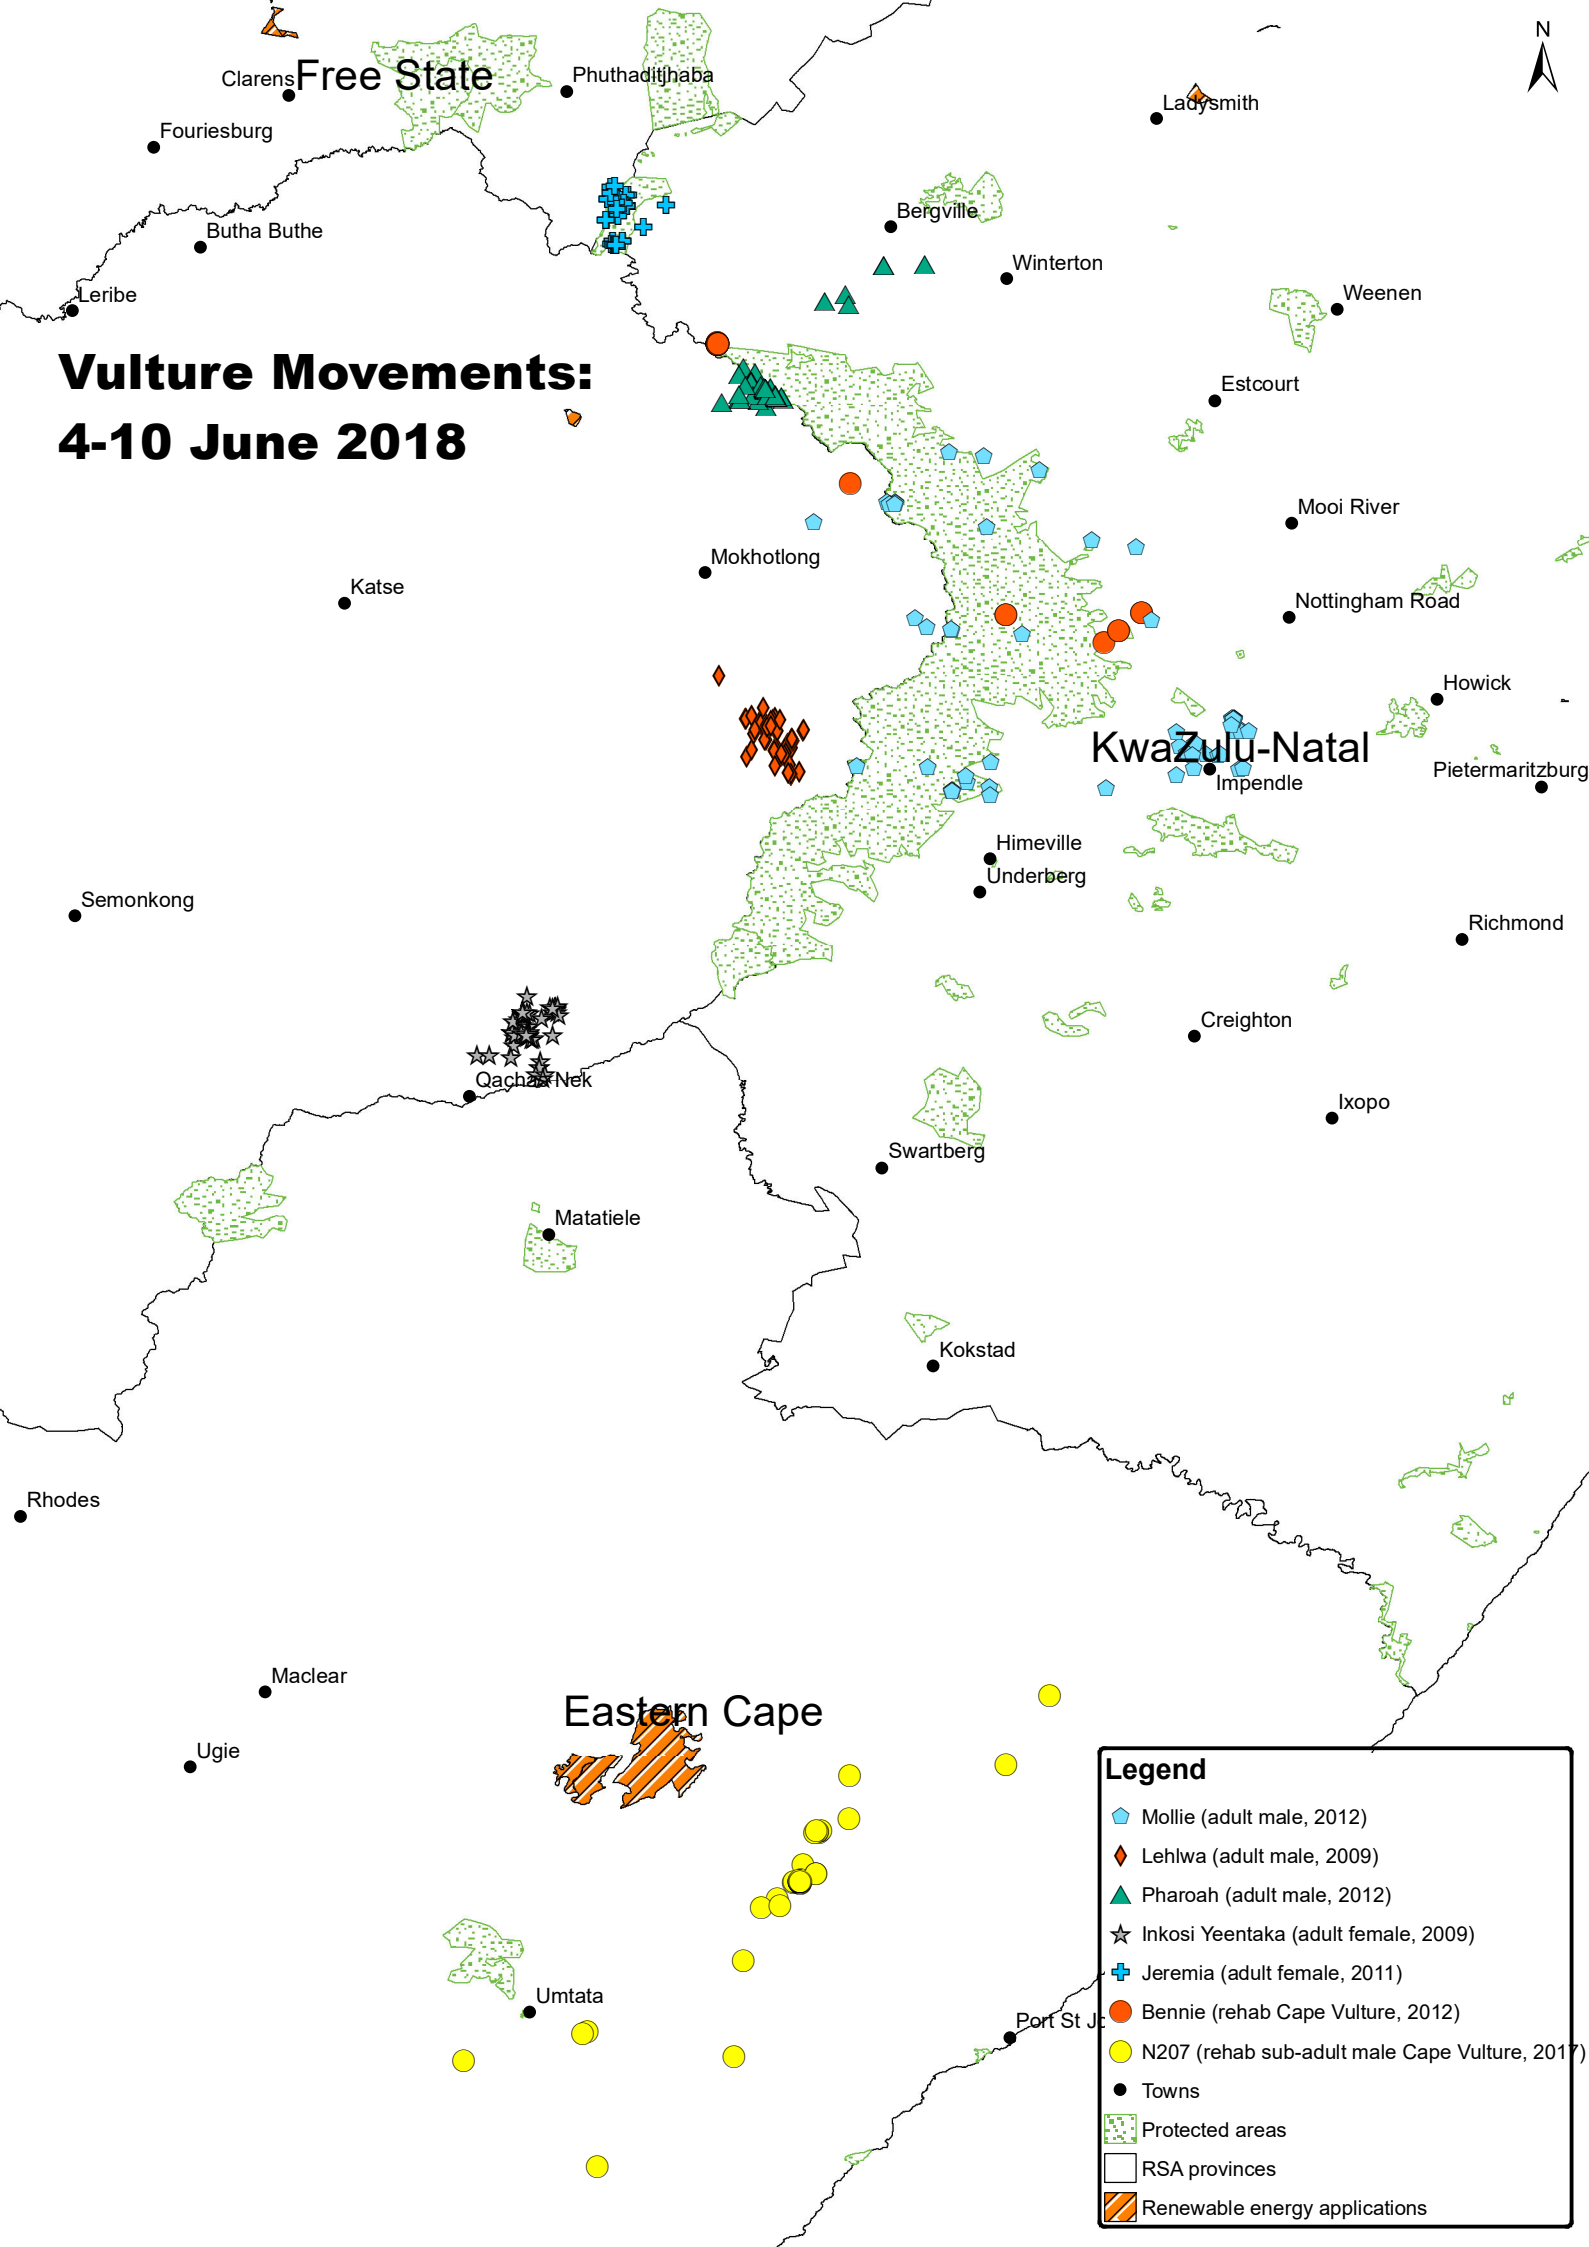 N
Clarens
Free State
Phuthaditjhaba
Ladysmith
Fouriesburg
Bergville
Butha Buthe
Winterton
Leribe
Weenen
Vulture Movements:
4-10 June 2018
Estcourt
Mooi River
Mokhotlong
Katse
Nottingham Road
Howick
KwaZulu-Natal
Pietermaritzburg
Impendle
Himeville
Underberg
Semonkong
Richmond
Creighton
Qachas Nek
Ixopo
Swartberg
Matatiele
Kokstad
Rhodes
Maclear
Eastern Cape
Ugie
Umtata
Port St
Legend
Mollie (adult male, 2012)
Lehlwa (adult male, 2009)
Pharoah (adult male, 2012)
Inkosi Yeentaka (adult female, 2009)
Jeremia (adult female, 2011)
Bennie (rehab Cape Vulture, 2012)
N207 (rehab sub-adult male Cape Vulture, 2017)
Towns
Protected areas
RSA provinces
Renewable energy applications